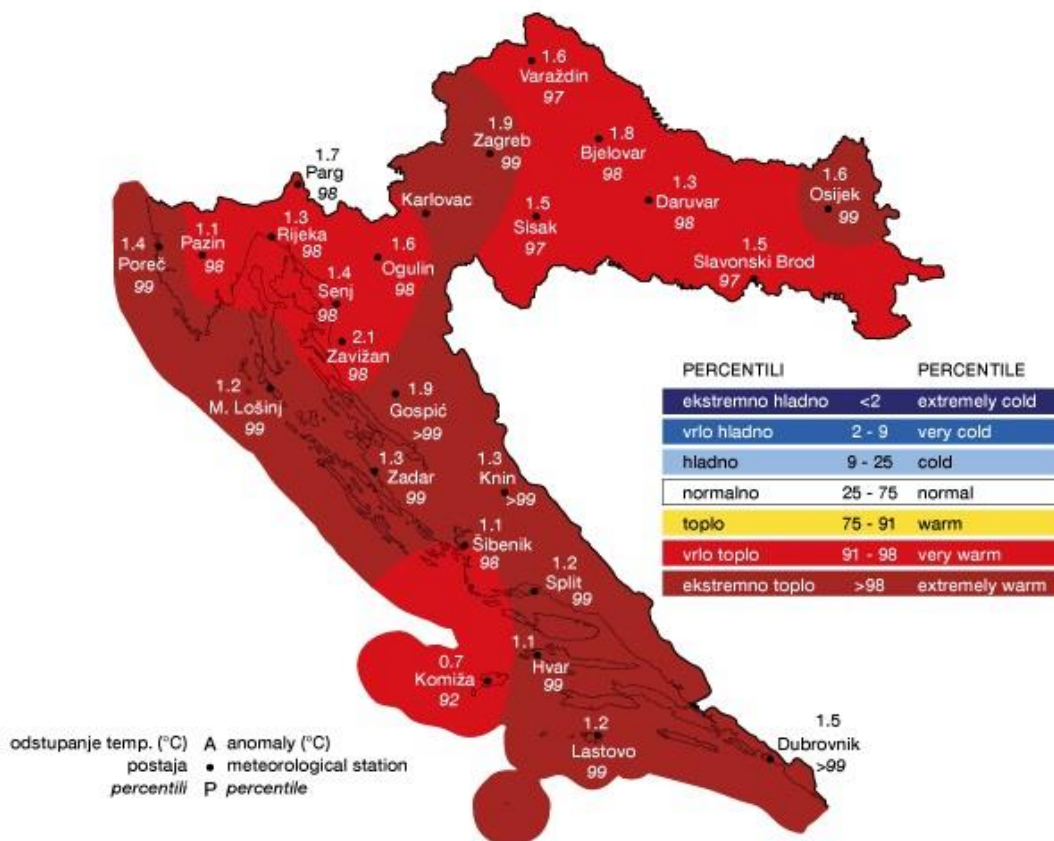 1.6
Varaždin
97
1.9
Zagreb
99
1.8
Bjelovar
98
1.7
Parg
98
1.6
Osijek
99
1.3
Daruvar
98
Karlovac
1.5
Sisak
97
1.1
Pazin
98
1.3
Rijeka
98
1.4
Poreč
99
1.6
Ogulin
98
1.5
Slavonski Brod
97
1.4
Senj
98
2.1
Zavižan
98
1.2
M. Lošinj
99
1.9
Gospić
>99
1.3
Zadar
99
1.3
Knin
>99
1.1
Šibenik
98
1.2
Split
99
1.1
Hvar
99
0.7
Komiža
92
1.2
Lastovo
99
1.5
Dubrovnik
>99
PERCENTILI PERCENTILE
ekstremno hladno <2 extremely cold
vrlo hladno 2 - 9 very cold
hladno 9 - 25 cold
normalno 25 - 75 normal
toplo 75 - 91 warm
vrlo toplo 91 - 98 very warm
ekstremno toplo >98 extremely warm
odstupanje temp. (°C) A anomaly (°C)
postaja • meteorological station
percentili P percentile